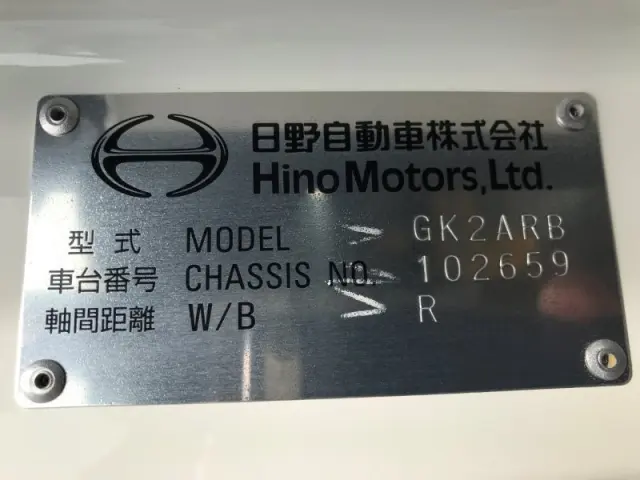 日野自動車株式会社
Hino Motors, Ltd.
型式 MODEL GK2ARB
車台番号 CHASSIS NO. 102659
軸間距離 W/B R